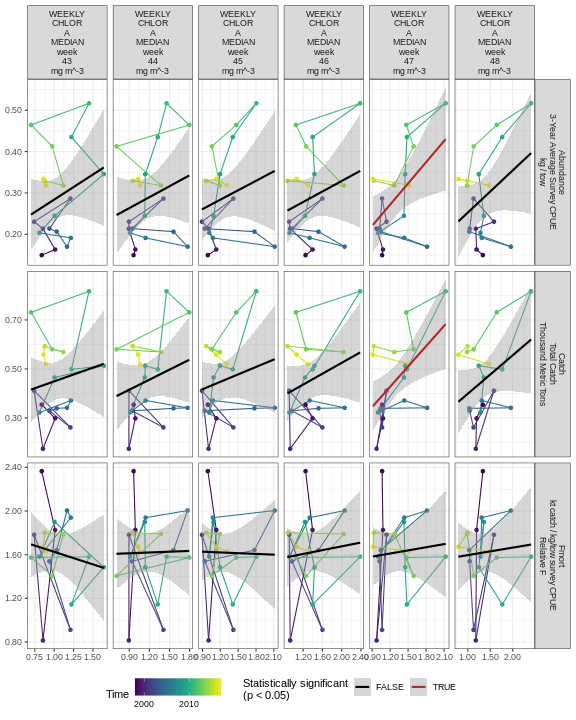 WEEKLY
CHLOR
A
MEDIAN
week
43
mg m^-3
WEEKLY
CHLOR
A
MEDIAN
week
44
mg m^-3
WEEKLY
CHLOR
A
MEDIAN
week
45
mg m^-3
WEEKLY
CHLOR
A
MEDIAN
week
46
mg m^-3
WEEKLY
CHLOR
A
MEDIAN
week
47
mg m^-3
WEEKLY
CHLOR
A
MEDIAN
week
48
mg m^-3
0.50
0.40
0.30
0.20
Abundance
3-Year Average Survey CPUE
kg / tow
0.70
0.50
0.30
Catch
Total Catch
Thousand Metric Tons
2.40
2.00
1.60
1.20
0.80
Fmort
kt catch / kg/tow survey CPUE
Relative F
0.75 1.00 1.25 1.50
0.90 1.20 1.50 1.80
0.90 1.20 1.50 1.80 2.10
1.20 1.60 2.00 2.40
0.90 1.20 1.50 1.80 2.10
1.00 1.50 2.00
Time
2000 2010
Statistically significant
(p < 0.05)
FALSE
TRUE